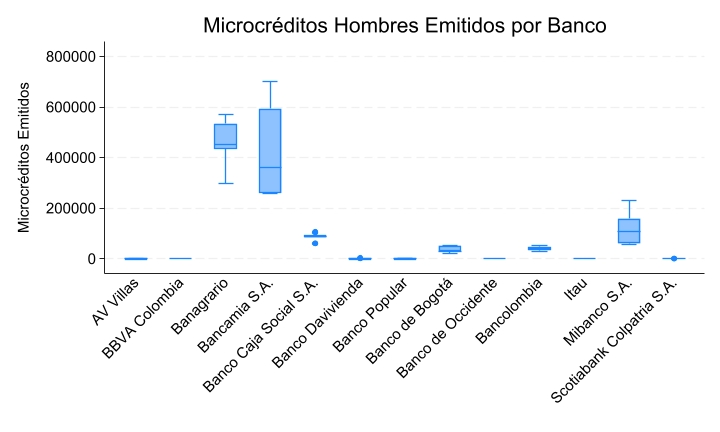 Microcréditos Hombres Emitidos por Banco
Microcréditos Emitidos
800000
600000
400000
200000
0
AV Villas
BBVA Colombia
Banagrario
Bancamia S.A.
Banco Caja Social S.A.
Banco Davivienda
Banco Popular
Banco de Bogotá
Banco de Occidente
Bancolombia
Itau
Mibanco S.A.
Scotiabank Colpatria S.A.